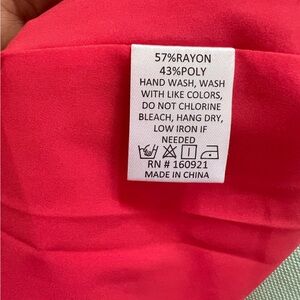 57%RAYON
43%POLY
HAND WASH, WASH
WITH LIKE COLORS,
DO NOT CHLORINE
BLEACH, HANG DRY,
LOW IRON IF
NEEDED
RN # 160921
MADE IN CHINA